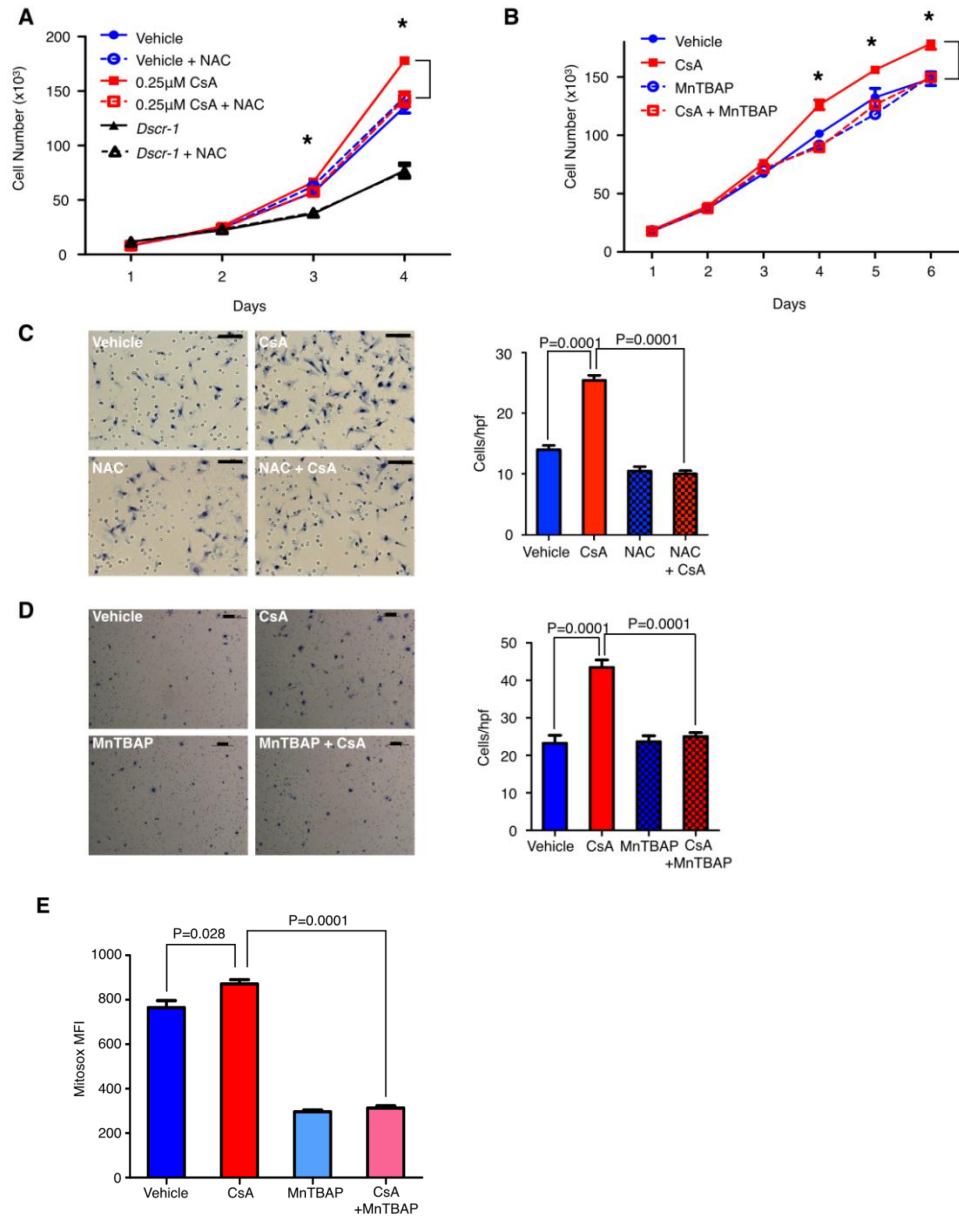 A
Vehicle
Vehicle + NAC
0.25µM CsA
0.25µM CsA + NAC
Dscr-1
Dscr-1 + NAC
Cell Number (x10³)
200
150
100
50
0
*
*
1 2 3 4
Days
B
Vehicle
CsA
MnTBAP
CsA + MnTBAP
Cell Number (x10³)
150
100
50
0
* * *
1 2 3 4 5 6
Days
C
Vehicle
CsA
NAC
NAC + CsA
P=0.0001
P=0.0001
Cells/hpf
30
20
10
0
Vehicle CsA NAC NAC
+ CsA
D
Vehicle
CsA
MnTBAP
MnTBAP + CsA
P=0.0001
P=0.0001
Cells/hpf
50
40
30
20
10
0
Vehicle CsA MnTBAP CsA
+MnTBAP
E
P=0.0001
P=0.028
Mitosox MFI
1000
800
600
400
200
0
Vehicle CsA MnTBAP CsA
+MnTBAP